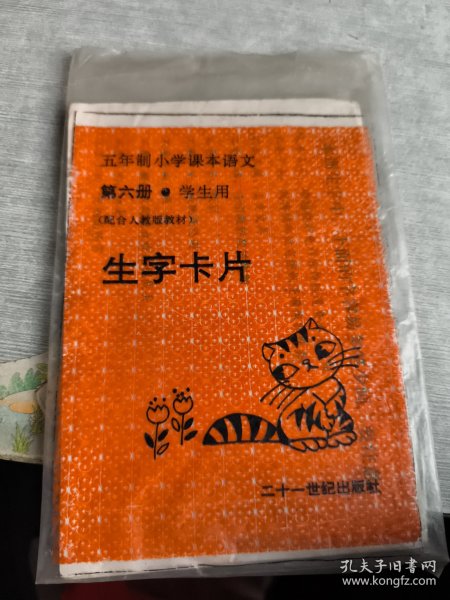 五年制小学课本语文
第六册·学生用
（配合人教版教材）
生字卡片
二十一世纪出版社
孔夫子旧书网
www.kongfz.com